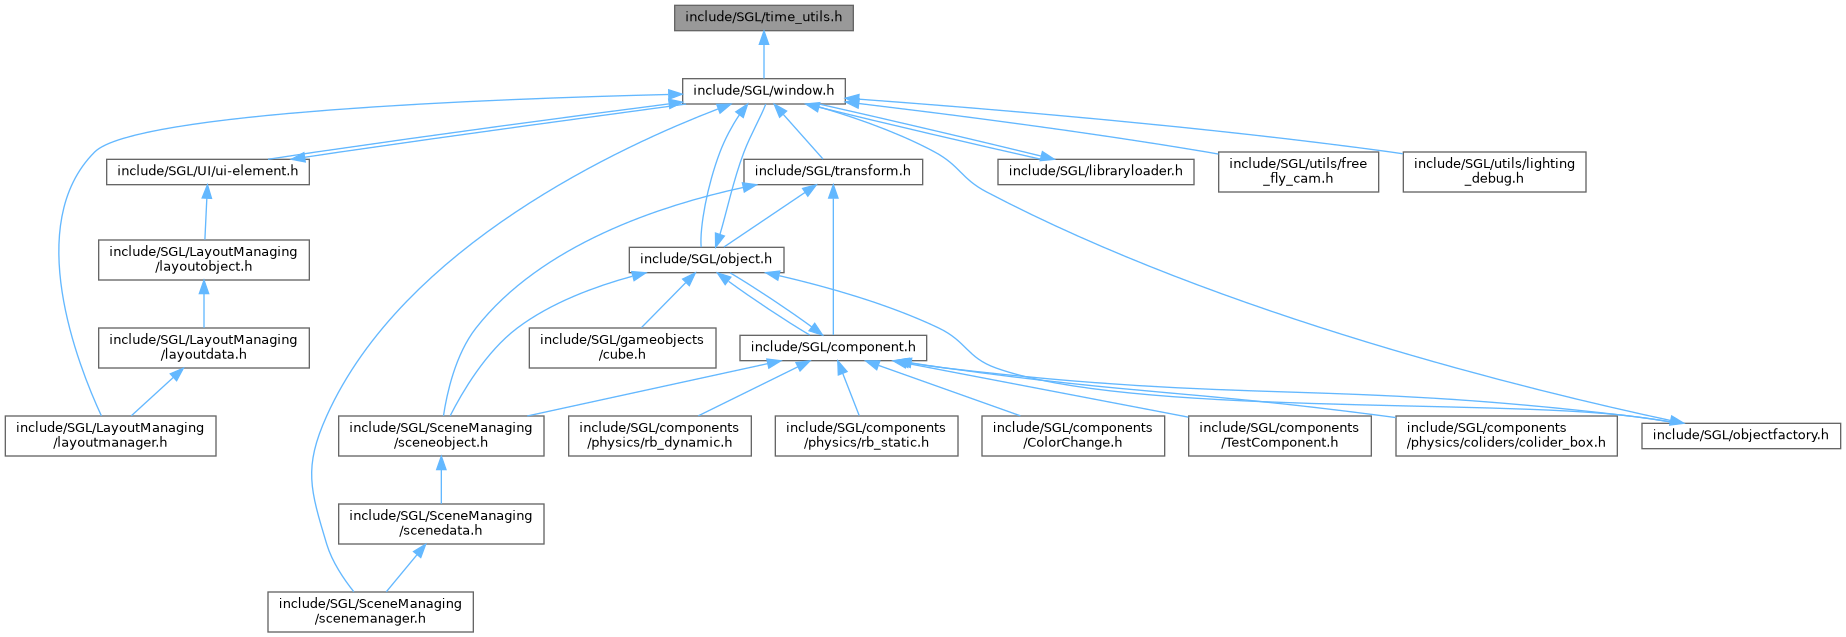 include/SGL/time_utils.h
include/SGL/window.h
include/SGL/UI/ui-element.h
include/SGL/transform.h
include/SGL/libraryloader.h
include/SGL/utils/free
_fly_cam.h
include/SGL/utils/lighting
_debug.h
include/SGL/LayoutManaging
/layoutobject.h
include/SGL/object.h
include/SGL/LayoutManaging
/layoutdata.h
include/SGL/gameobjects
/cube.h
include/SGL/component.h
include/SGL/LayoutManaging
/layoutmanager.h
include/SGL/SceneManaging
/sceneobject.h
include/SGL/components
/physics/rb_dynamic.h
include/SGL/components
/physics/rb_static.h
include/SGL/components
/ColorChange.h
include/SGL/components
/TestComponent.h
include/SGL/components
/physics/coliders/colider_box.h
include/SGL/objectfactory.h
include/SGL/SceneManaging
/scenedata.h
include/SGL/SceneManaging
/scenemanager.h